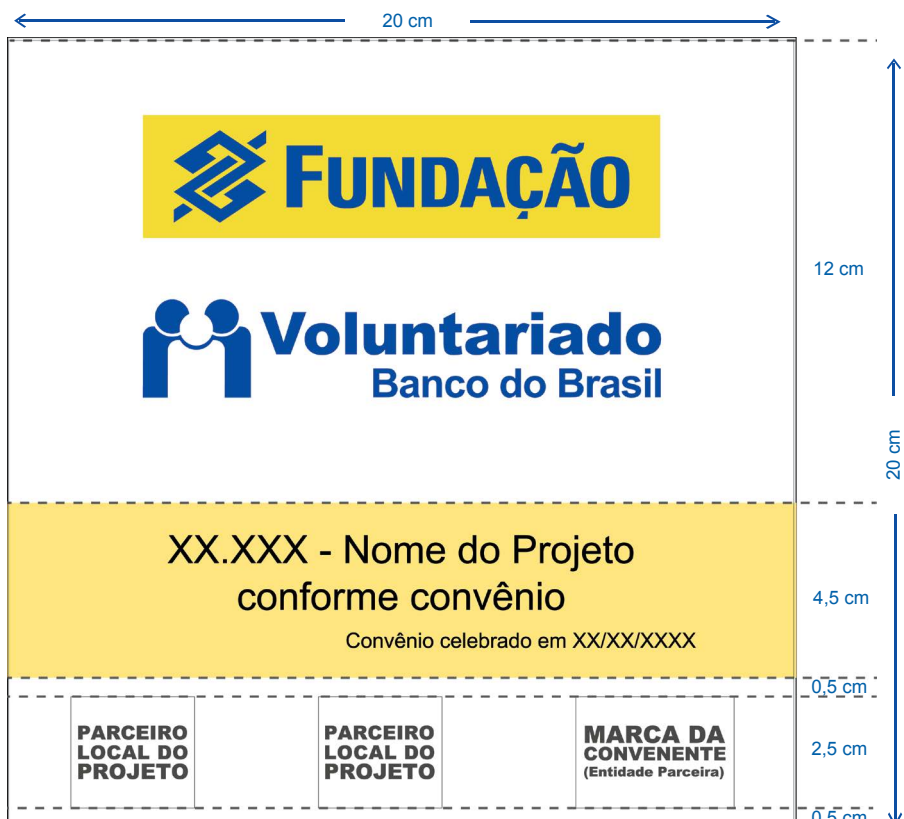 20 cm
FUNDAÇÃO
12 cm
Voluntariado
Banco do Brasil
20 cm
XX.XXX - Nome do Projeto
conforme convênio
4,5 cm
Convênio celebrado em XX/XX/XXXX
0,5 cm
PARCEIRO
LOCAL DO
PROJETO
PARCEIRO
LOCAL DO
PROJETO
MARCA DA
CONVENENTE
(Entidade Parceira)
2,5 cm
0,5 cm